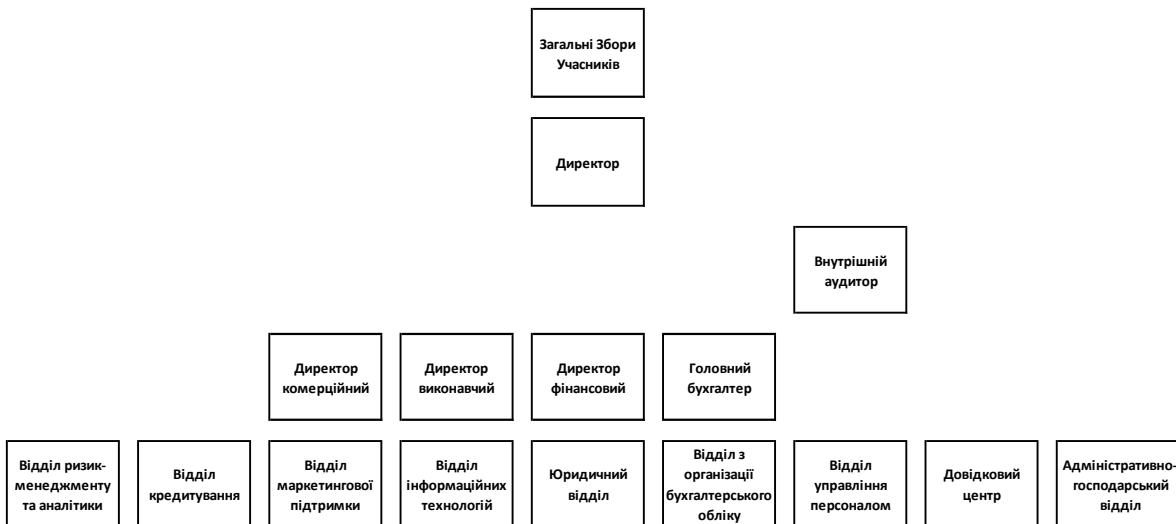 Загальні Збори
Учасників
Директор
Внутрішній
аудитор
Директор
комерційний
Директор
виконавчий
Директор
фінансовий
Головний
бухгалтер
Відділ ризик-
менеджменту
та аналітики
Відділ
кредитування
Відділ
маркетингової
підтримки
Відділ
інформаційних
технологій
Юридичний
відділ
Відділ з
організації
бухгалтерського
обліку
Відділ
управління
персоналом
Довідковий
центр
Адміністративно-
господарський
відділ